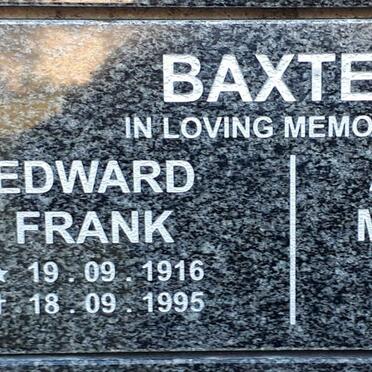 BAXTE
IN LOVING MEMO
EDWARD
FRANK
★ 19 . 09 . 1916
† 18 . 09 . 1995
M